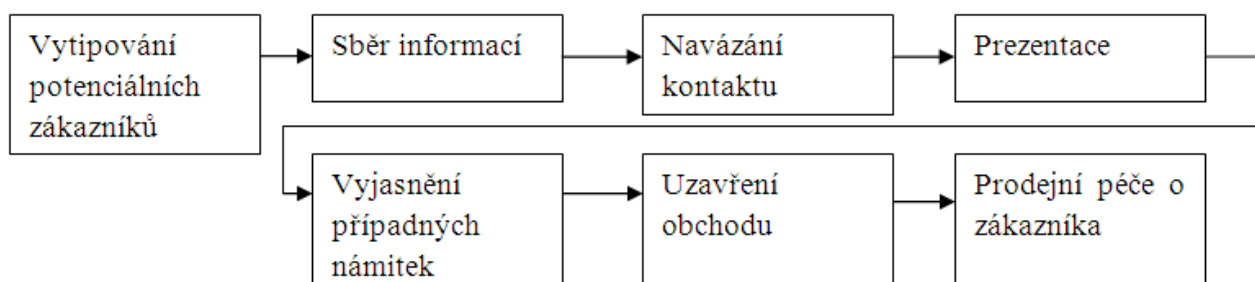 Vytipování
potenciálních
zákazníků
Sběr informací
Navázání
kontaktu
Prezentace
Vyjasnění
případných
námitek
Uzavření
obchodu
Prodejní péče o
zákazníka